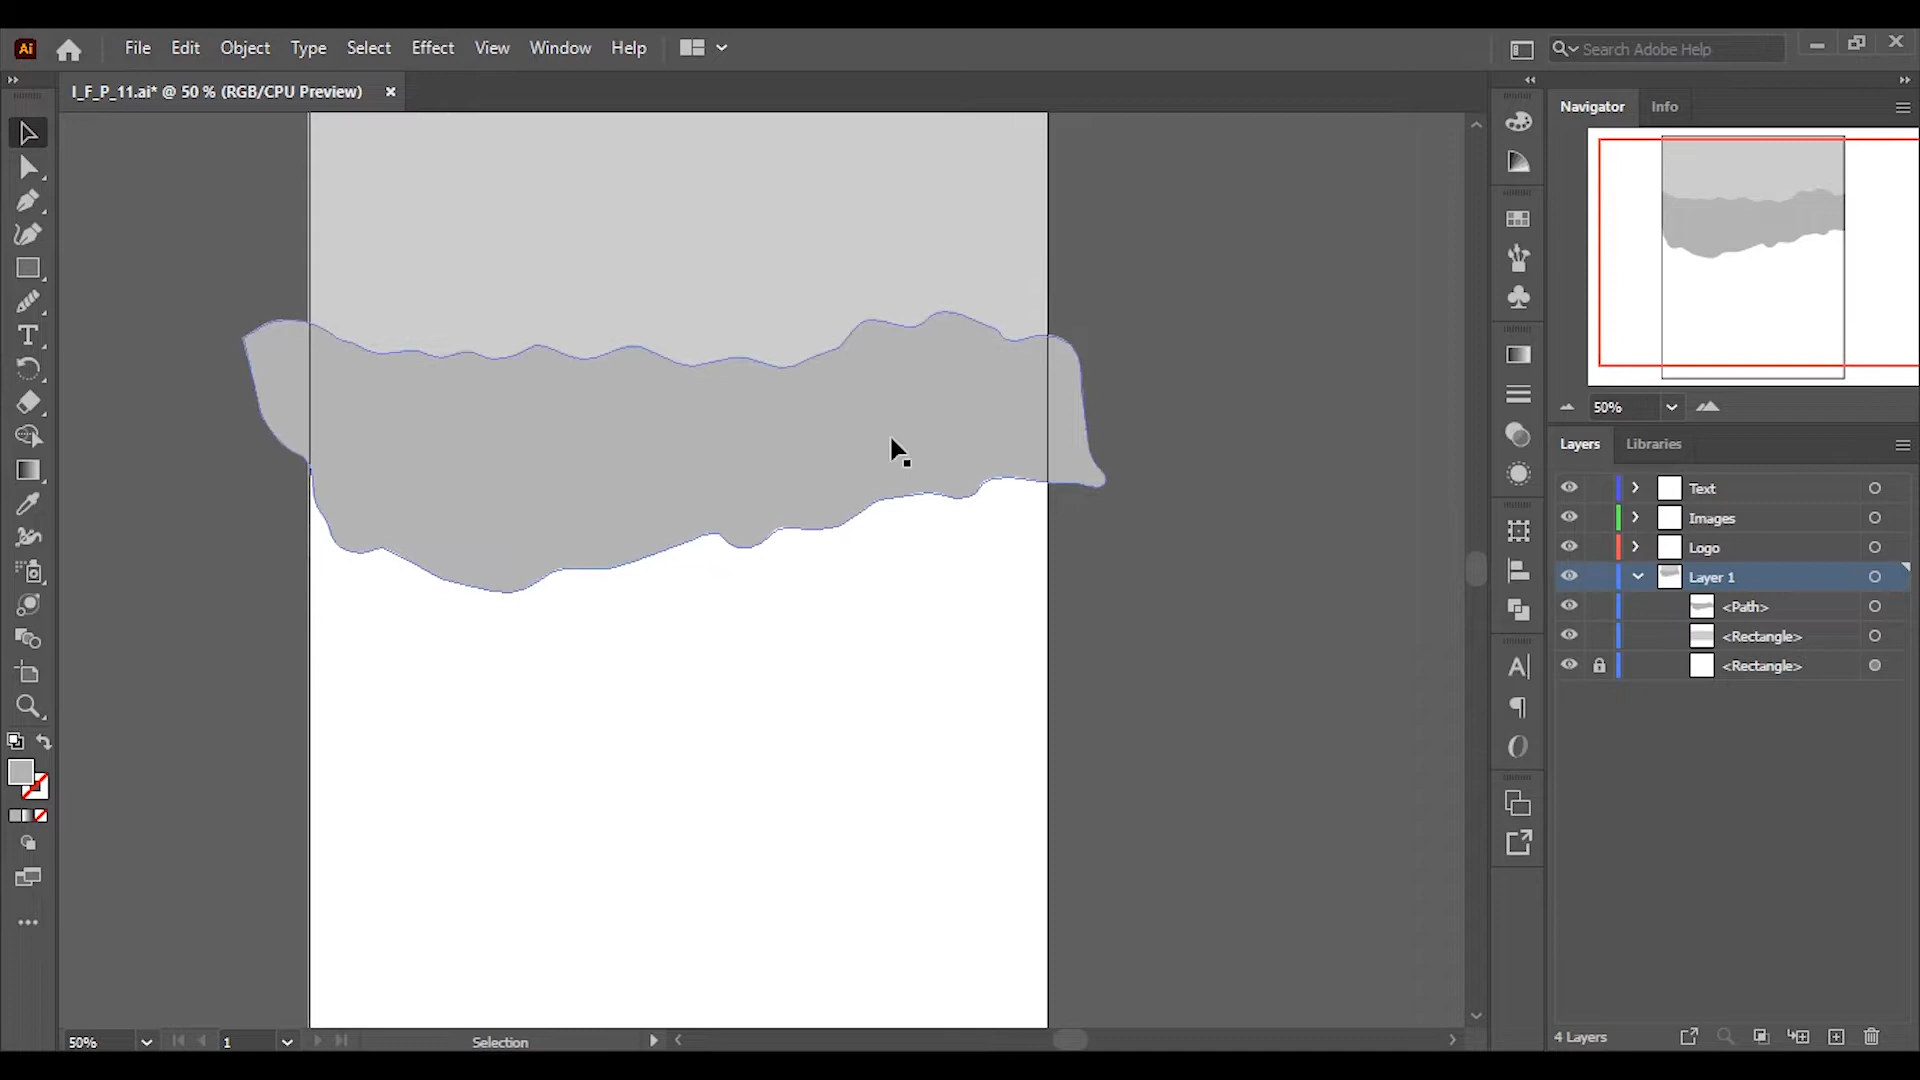 Ai File Edit Object Type Select Effect View Window Help Search Adobe Help
I_F_P_11.ai* @ 50 % (RGB/CPU Preview) ×
Navigator Info
50%
Layers Libraries
Text
Images
Logo
Layer 1
<Path>
<Rectangle>
<Rectangle>
50% 1 Selection
4 Layers